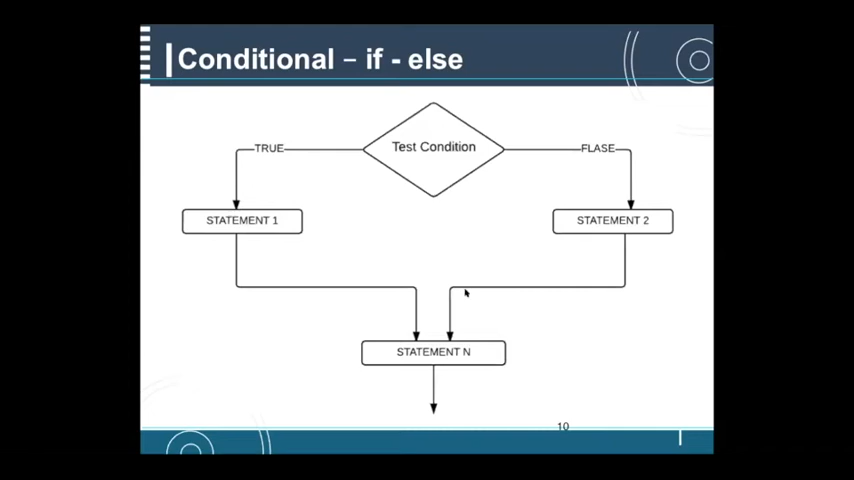 Conditional – if - else
Test Condition
TRUE
FLASE
STATEMENT 1
STATEMENT 2
STATEMENT N
10